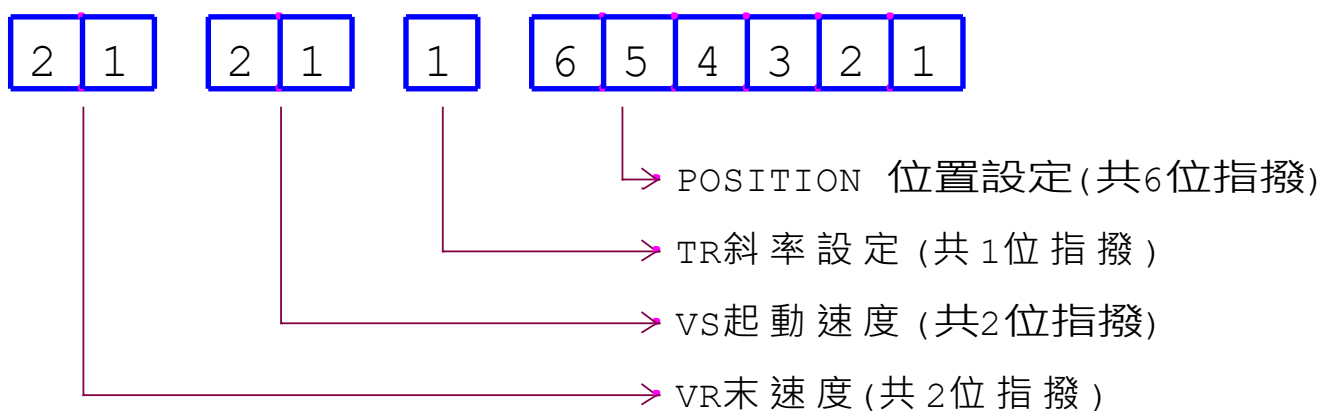 2 1 2 1 1 6 5 4 3 2 1
POSITION 位置設定(共6位指撥)
TR斜率設定(共1位指撥)
VS起動速度(共2位指撥)
VR末速度(共2位指撥)